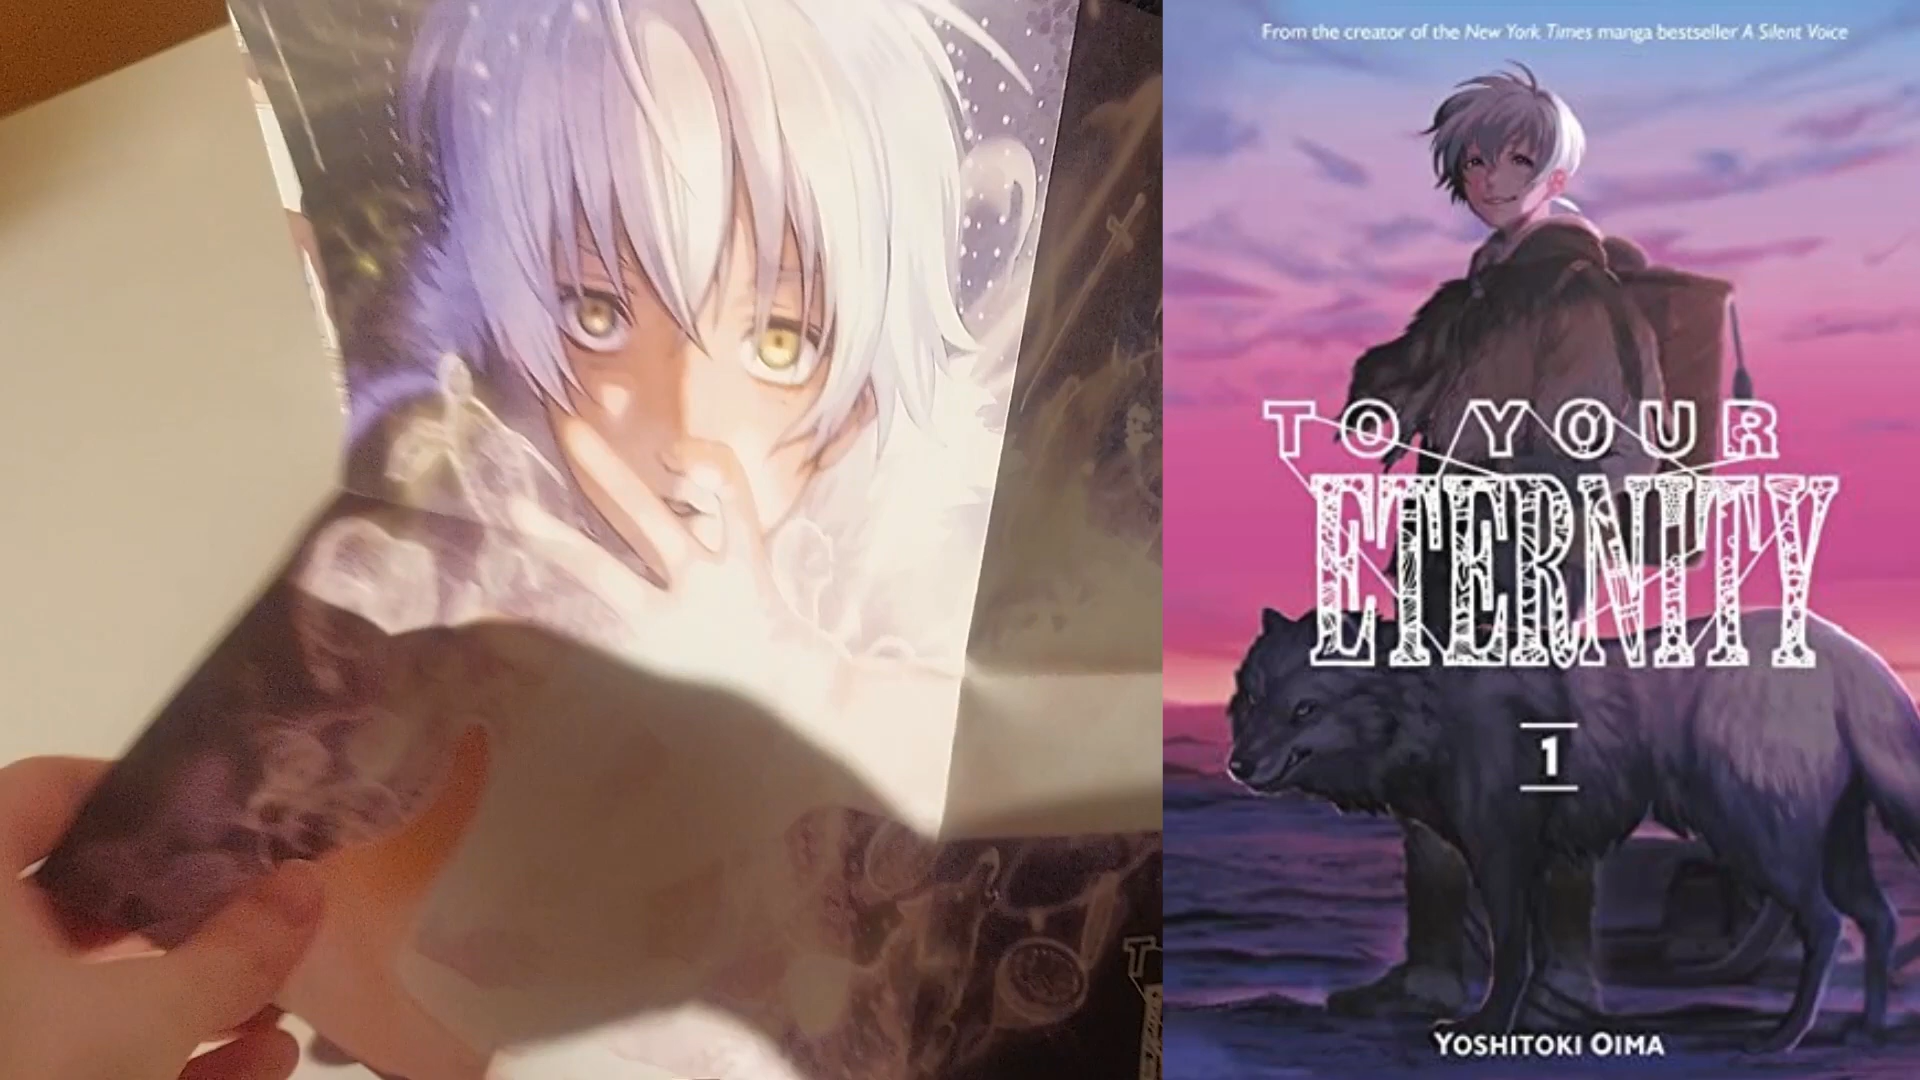 From the creator of the New York Times manga bestseller A Silent Voice
TO YOUR
ETERNITY
1
YOSHITOKI OIMA